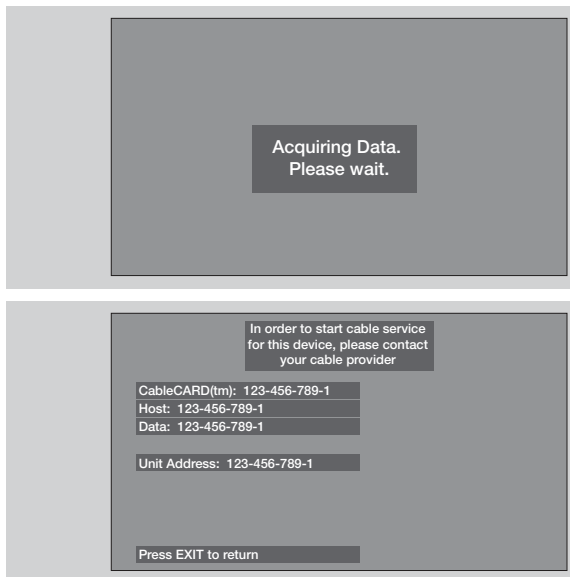 Acquiring Data.
Please wait.
In order to start cable service
for this device, please contact
your cable provider
CableCARD(tm): 123-456-789-1
Host: 123-456-789-1
Data: 123-456-789-1
Unit Address: 123-456-789-1
Press EXIT to return